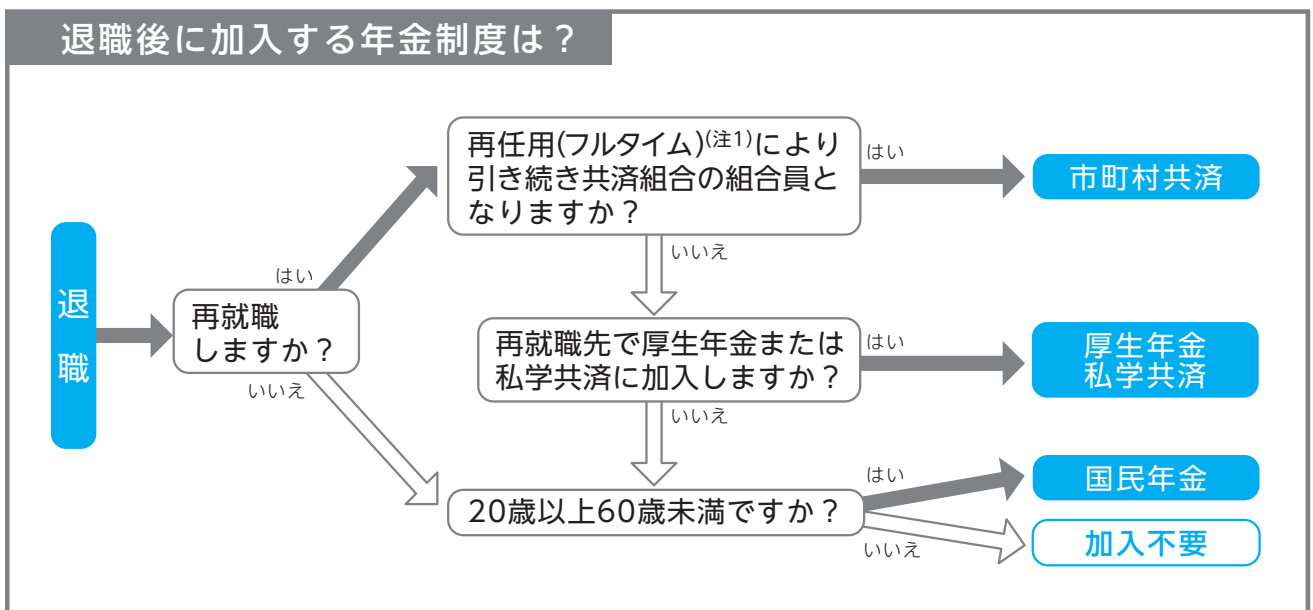 退職後に加入する年金制度は？
退職
再就職
しますか？
はい
いいえ
再任用(フルタイム)(注1)により
引き続き共済組合の組合員と
なりますか？
はい
市町村共済
いいえ
再就職先で厚生年金または
私学共済に加入しますか？
はい
厚生年金
私学共済
いいえ
20歳以上60歳未満ですか？
はい
国民年金
いいえ
加入不要